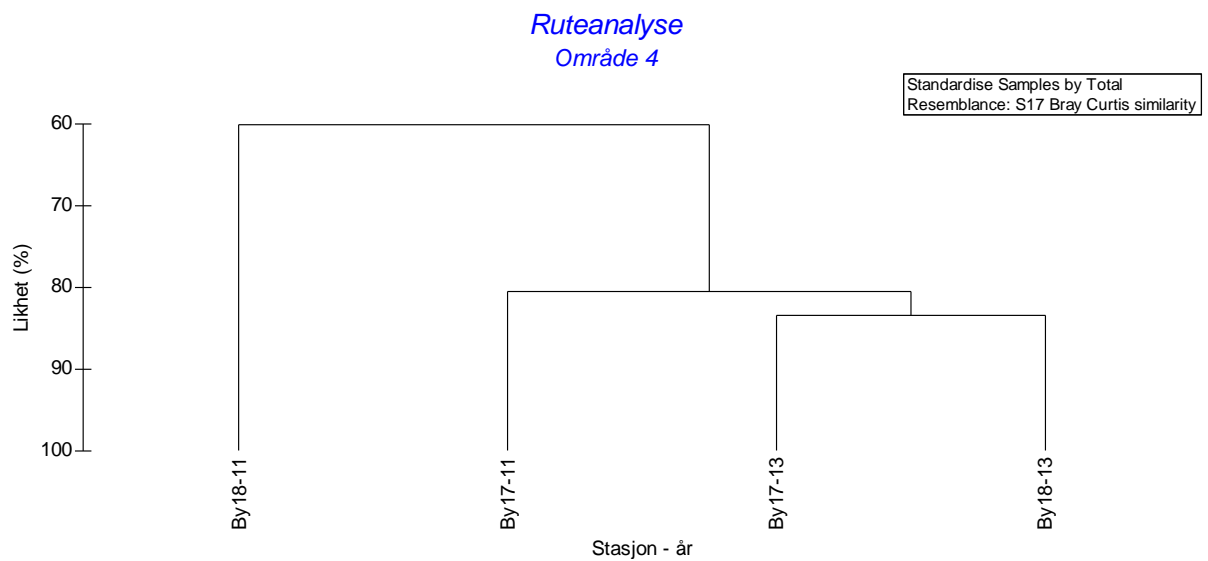 Ruteanalyse
Område 4
Standardise Samples by Total
Resemblance: S17 Bray Curtis similarity
60
70
80
90
100
Likhet (%)
By18-11
By17-11
By17-13
By18-13
Stasjon - år